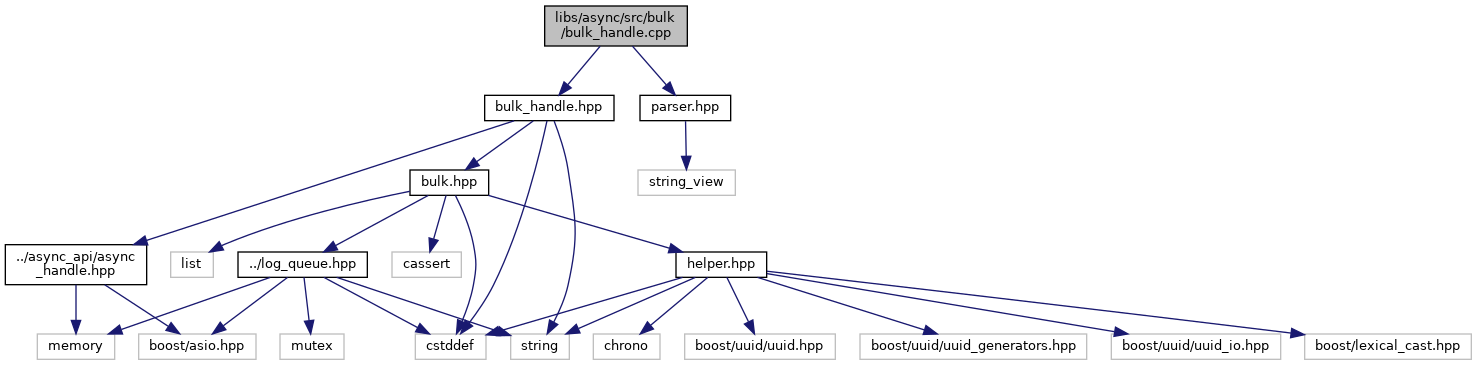 libs/async/src/bulk
/bulk_handle.cpp
bulk_handle.hpp
parser.hpp
bulk.hpp
string_view
../async_api/async
_handle.hpp
list
../log_queue.hpp
cassert
helper.hpp
memory
boost/asio.hpp
mutex
cstddef
string
chrono
boost/uuid/uuid.hpp
boost/uuid/uuid_generators.hpp
boost/uuid/uuid_io.hpp
boost/lexical_cast.hpp